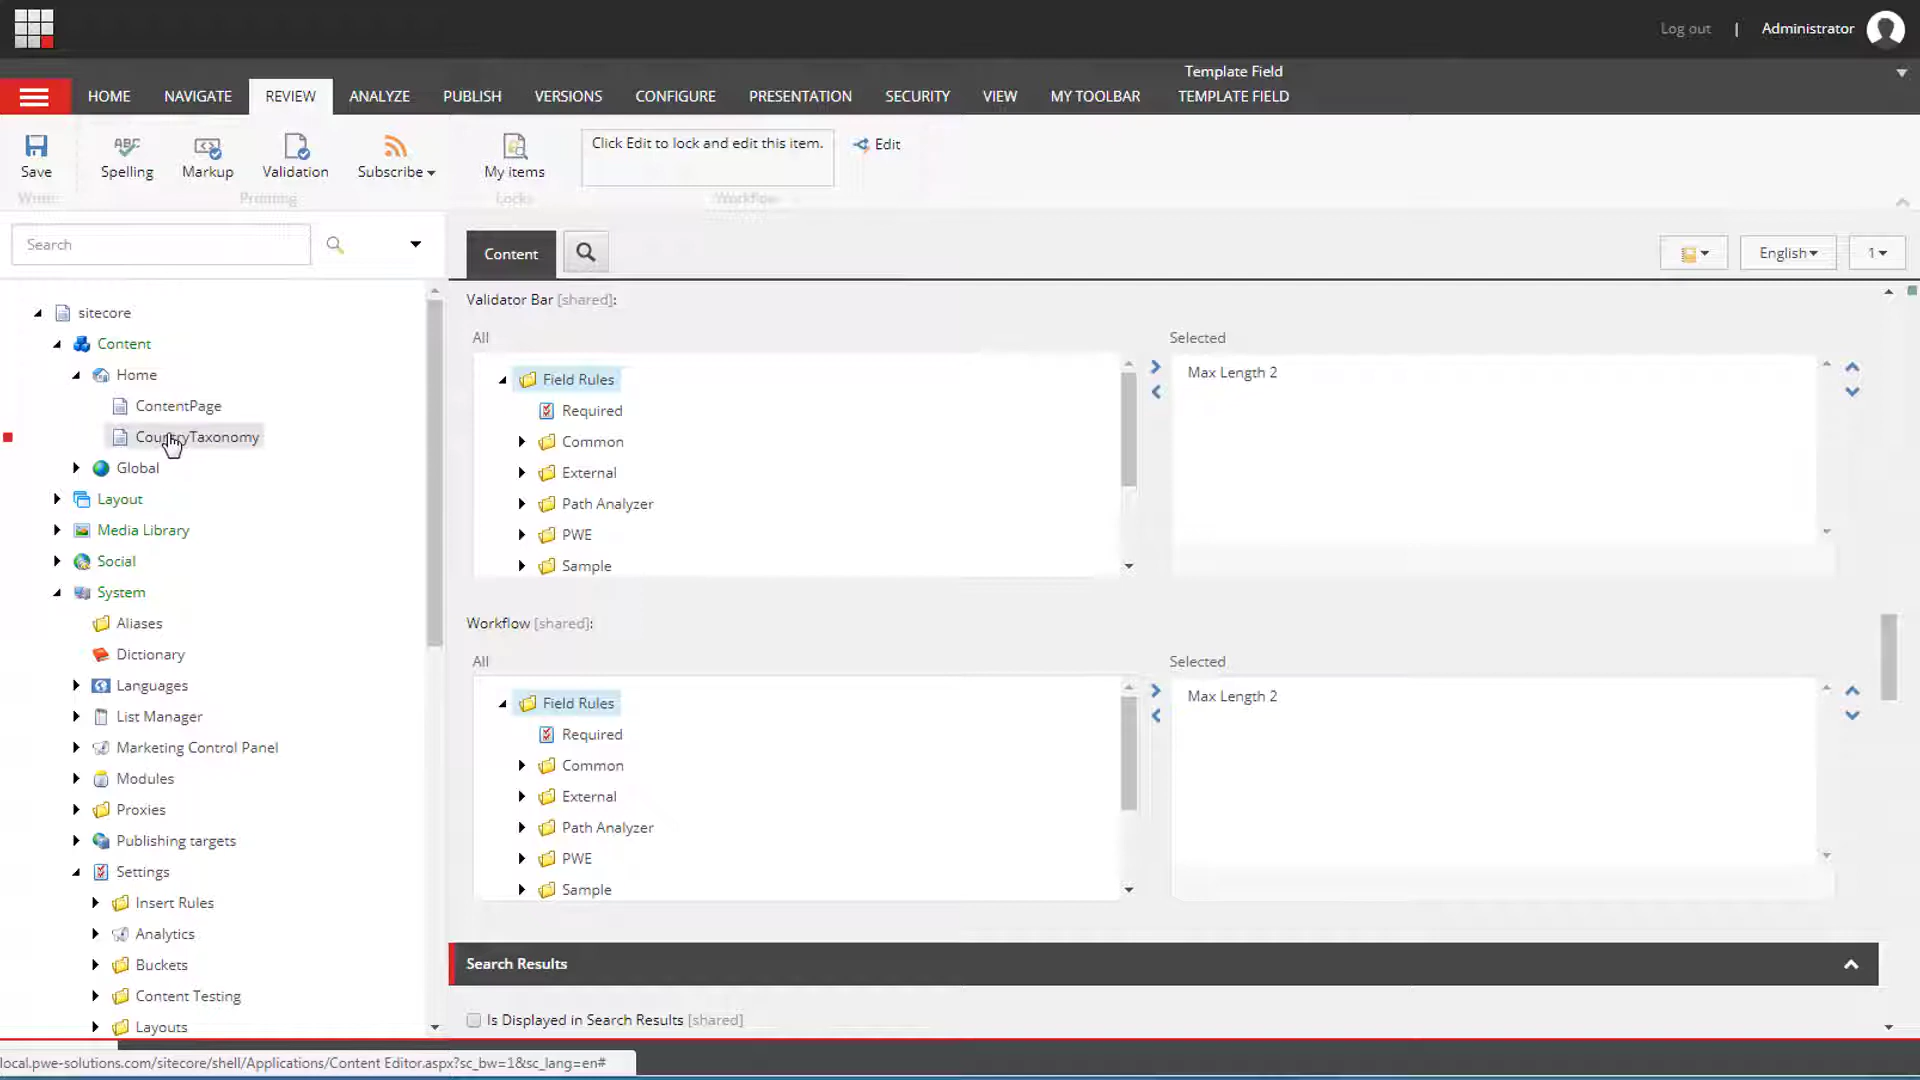 Log out | Administrator
Template Field
HOME NAVIGATE REVIEW ANALYZE PUBLISH VERSIONS CONFIGURE PRESENTATION SECURITY VIEW MY TOOLBAR TEMPLATE FIELD
Save
ABC
Spelling
Markup
Validation
Subscribe
My items
Click Edit to lock and edit this item.
Edit
Write
Proofing
Locks
Workflow
Search
Content
English
1
sitecore
Content
Home
ContentPage
CountryTaxonomy
Global
Layout
Media Library
Social
System
Aliases
Dictionary
Languages
List Manager
Marketing Control Panel
Modules
Proxies
Publishing targets
Settings
Insert Rules
Analytics
Buckets
Content Testing
Layouts
Validator Bar [shared]:
All
Field Rules
Required
Common
External
Path Analyzer
PWE
Sample
Selected
Max Length 2
Workflow [shared]:
All
Field Rules
Required
Common
External
Path Analyzer
PWE
Sample
Selected
Max Length 2
Search Results
Is Displayed in Search Results [shared]
local.pwe-solutions.com/sitecore/shell/Applications/Content Editor.aspx?sc_bw=1&sc_lang=en#